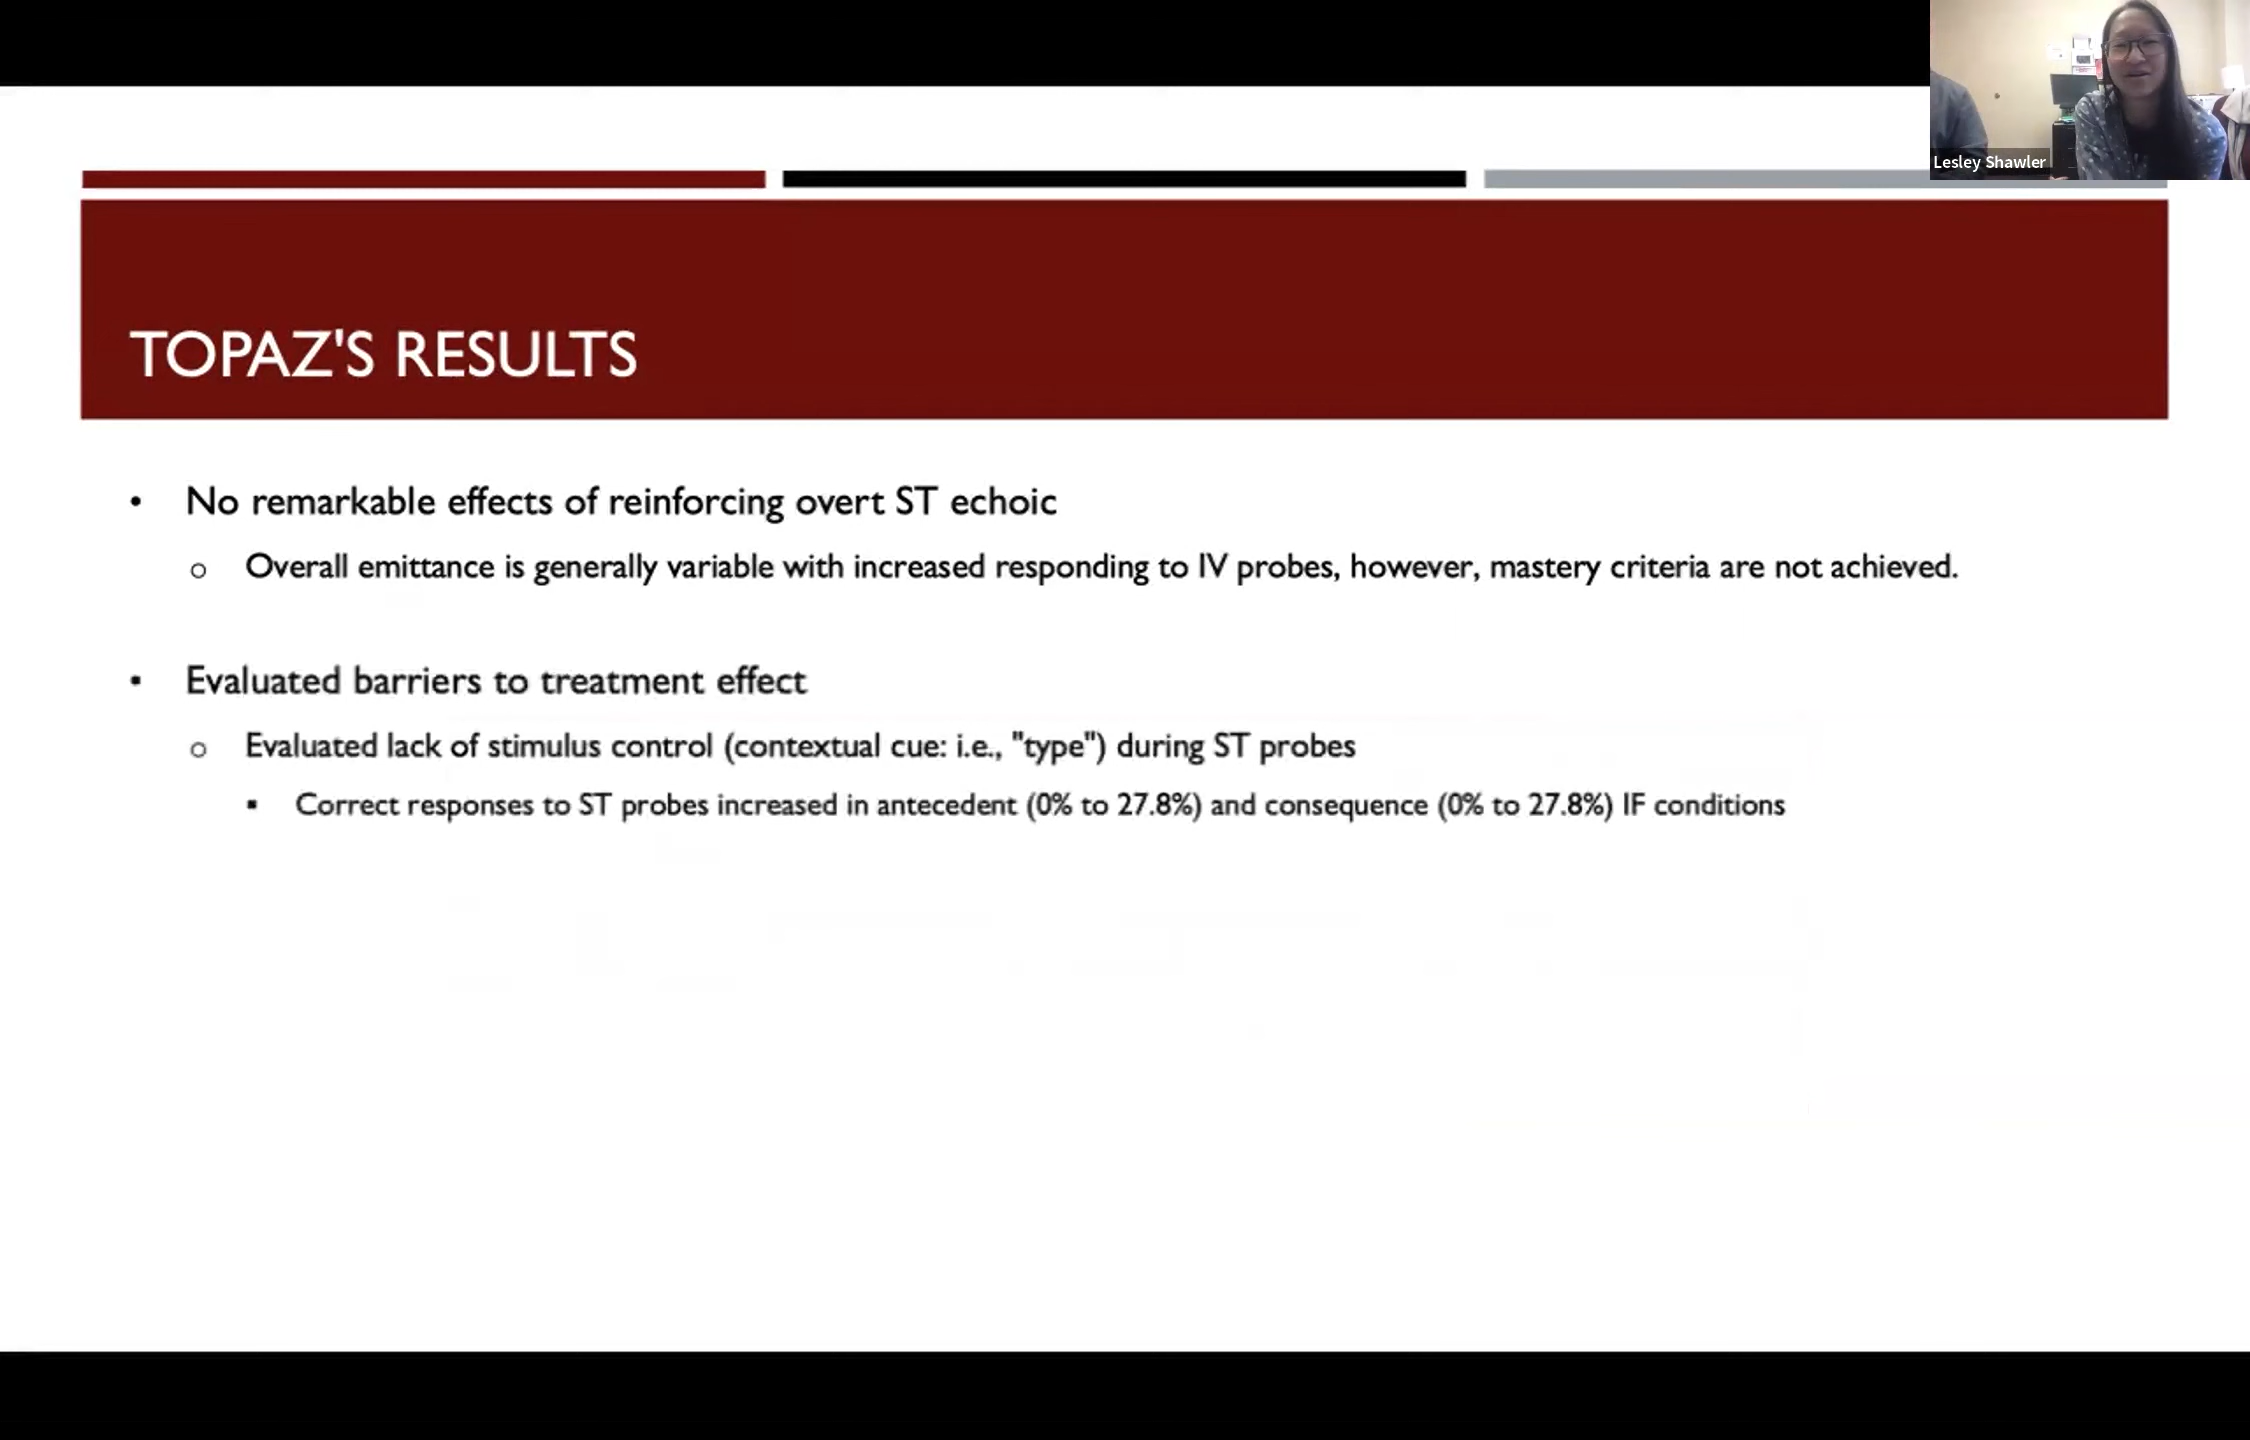 Lesley Shawler
TOPAZ'S RESULTS
• No remarkable effects of reinforcing overt ST echoic
o Overall emittance is generally variable with increased responding to IV probes, however, mastery criteria are not achieved.
▪ Evaluated barriers to treatment effect
o Evaluated lack of stimulus control (contextual cue: i.e., "type") during ST probes
▪ Correct responses to ST probes increased in antecedent (0% to 27.8%) and consequence (0% to 27.8%) IF conditions